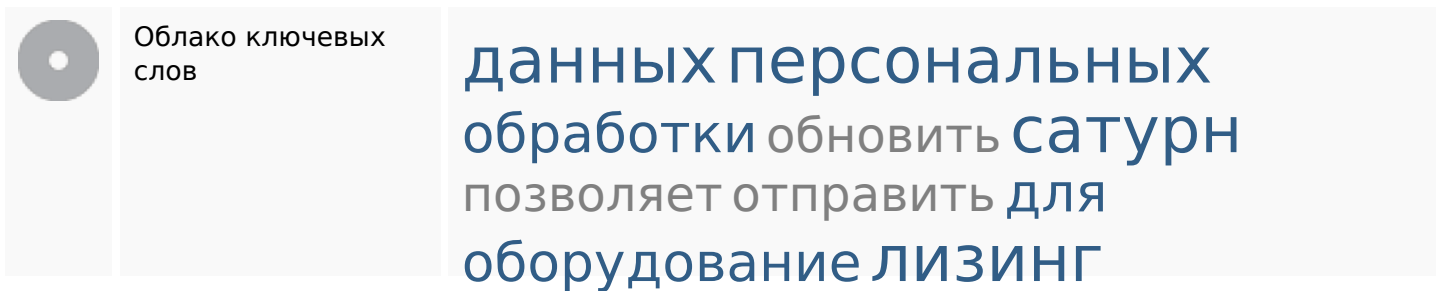 Облако ключевых
слов
данных персональных
обработки обновить сатурн
позволяет отправить для
оборудование лизинг